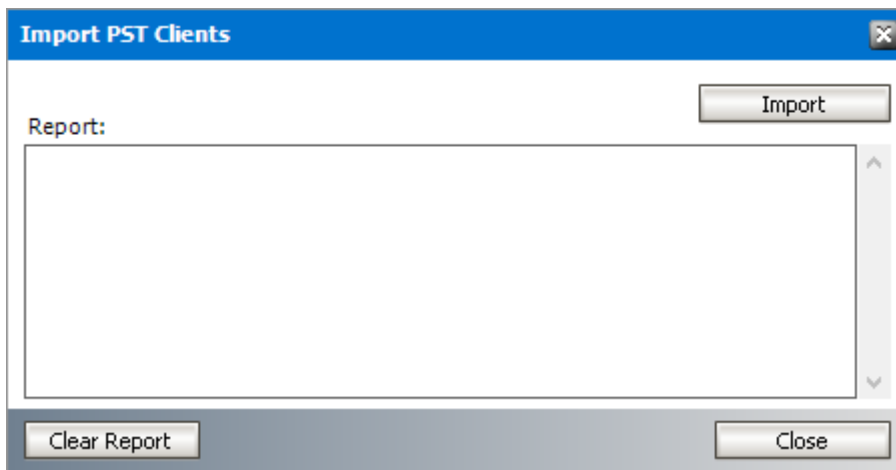 Import PST Clients
Import
Report:
Clear Report
Close